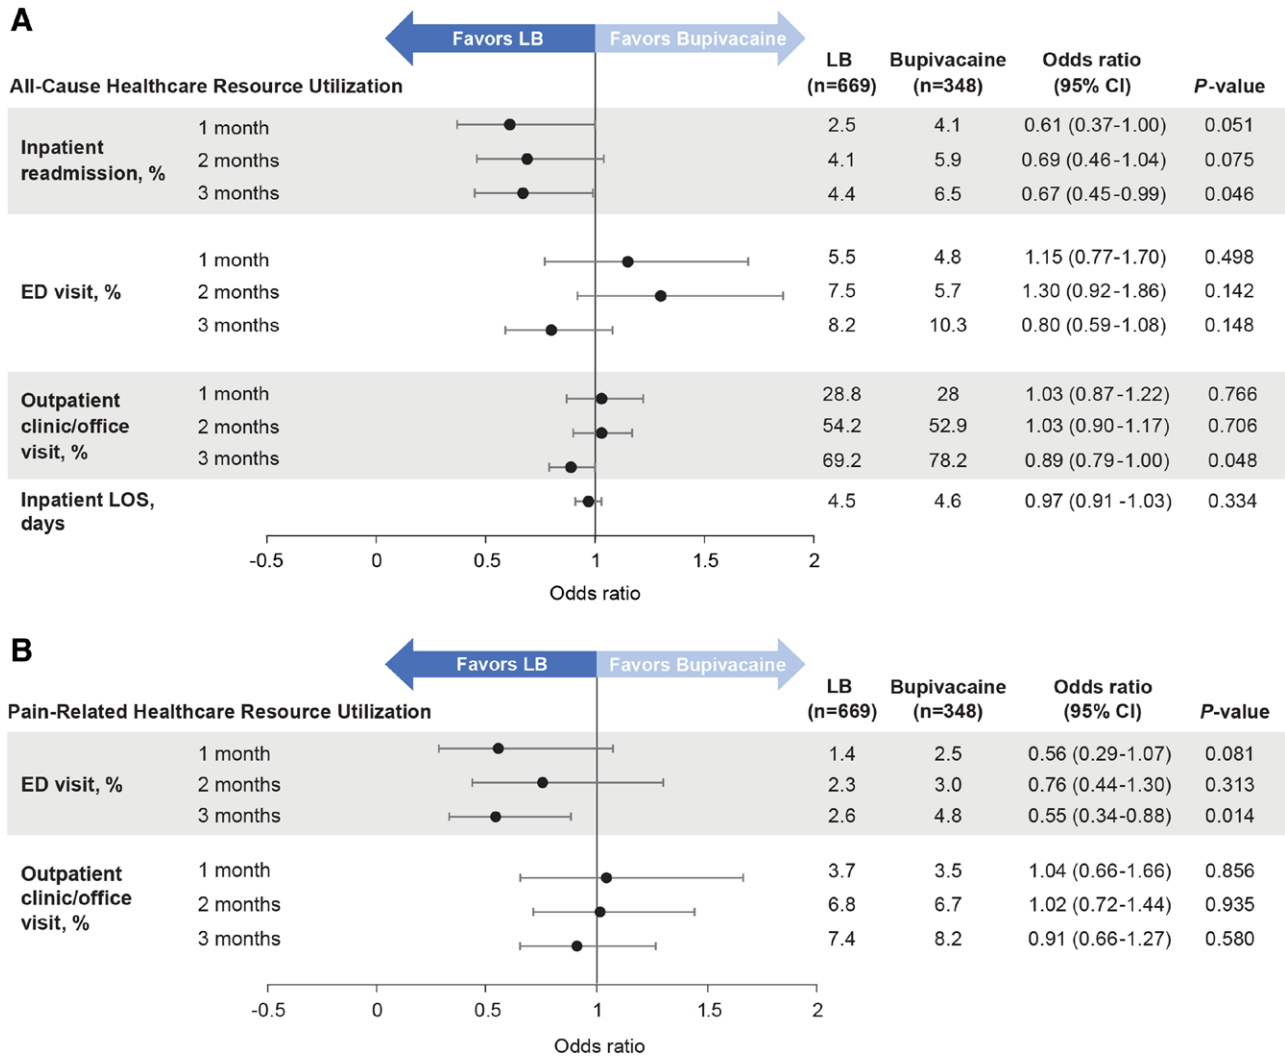 A
Favors LB Favors Bupivacaine
All-Cause Healthcare Resource Utilization
LB (n=669) Bupivacaine (n=348) Odds ratio (95% CI) P-value
Inpatient readmission, %
1 month 2.5 4.1 0.61 (0.37-1.00) 0.051
2 months 4.1 5.9 0.69 (0.46-1.04) 0.075
3 months 4.4 6.5 0.67 (0.45-0.99) 0.046
ED visit, %
1 month 5.5 4.8 1.15 (0.77-1.70) 0.498
2 months 7.5 5.7 1.30 (0.92-1.86) 0.142
3 months 8.2 10.3 0.80 (0.59-1.08) 0.148
Outpatient clinic/office visit, %
1 month 28.8 28 1.03 (0.87-1.22) 0.766
2 months 54.2 52.9 1.03 (0.90-1.17) 0.706
3 months 69.2 78.2 0.89 (0.79-1.00) 0.048
Inpatient LOS, days 4.5 4.6 0.97 (0.91 -1.03) 0.334
-0.5 0 0.5 1 1.5 2
Odds ratio
B
Favors LB Favors Bupivacaine
Pain-Related Healthcare Resource Utilization
LB (n=669) Bupivacaine (n=348) Odds ratio (95% CI) P-value
ED visit, %
1 month 1.4 2.5 0.56 (0.29-1.07) 0.081
2 months 2.3 3.0 0.76 (0.44-1.30) 0.313
3 months 2.6 4.8 0.55 (0.34-0.88) 0.014
Outpatient clinic/office visit, %
1 month 3.7 3.5 1.04 (0.66-1.66) 0.856
2 months 6.8 6.7 1.02 (0.72-1.44) 0.935
3 months 7.4 8.2 0.91 (0.66-1.27) 0.580
-0.5 0 0.5 1 1.5 2
Odds ratio